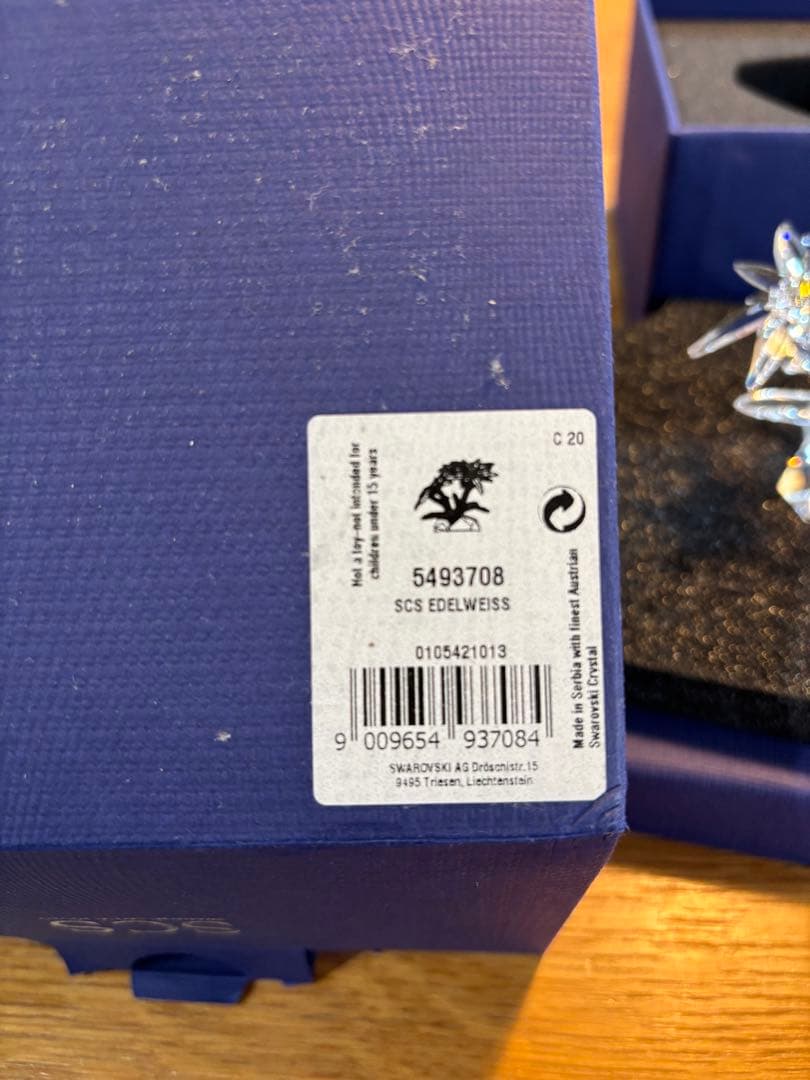 C 20
Not a toy-not intended for
children under 15 years
5493708
SCS EDELWEISS
0105421013
9 009654 937084
Made in Serbia with finest Austrian
Swarovski Crystal
SWAROVSKI AG Dröschistr.15
9495 Triesen, Liechtenstein
SCS